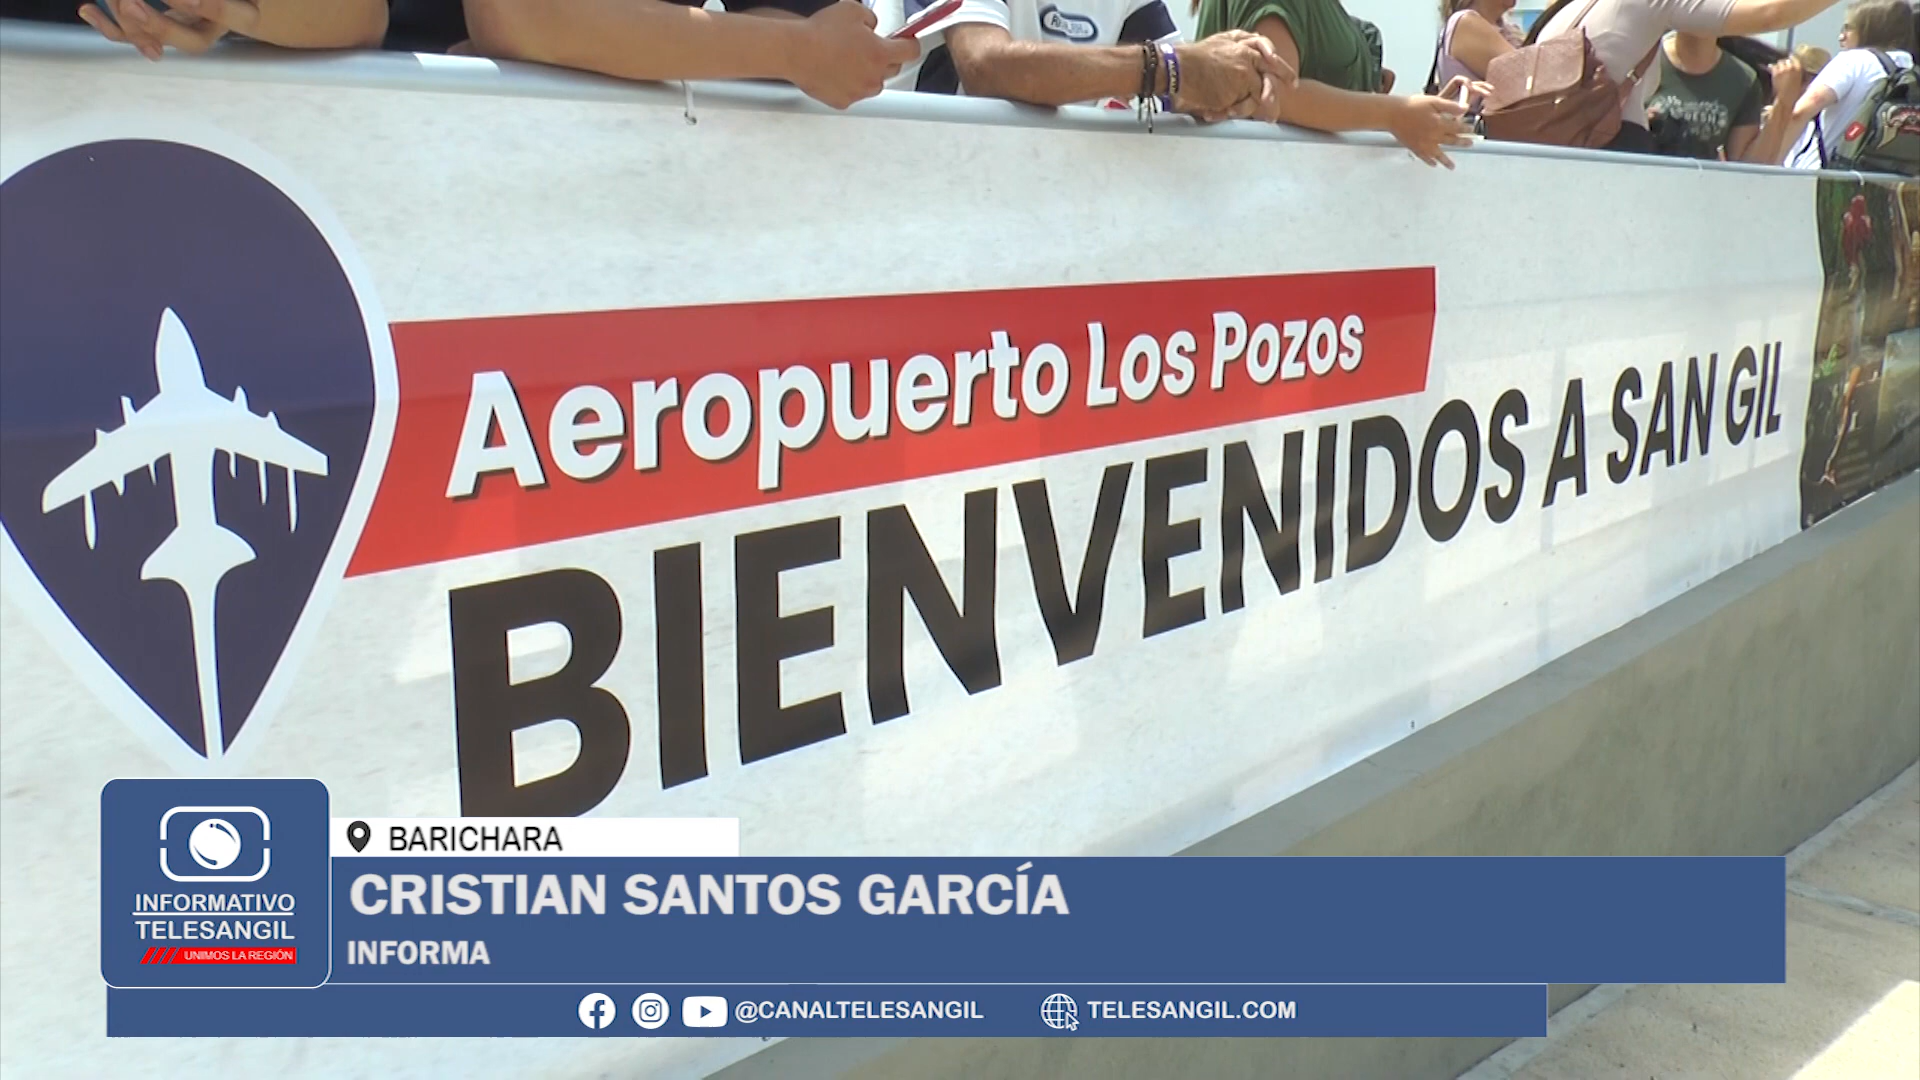 Aeropuerto Los Pozos
BIENVENIDOS A SAN GIL
BARICHARA
CRISTIAN SANTOS GARCÍA
INFORMA
INFORMATIVO
TELESANGIL
UNIMOS LA REGIÓN
@CANALTELESANGIL
TELESANGIL.COM